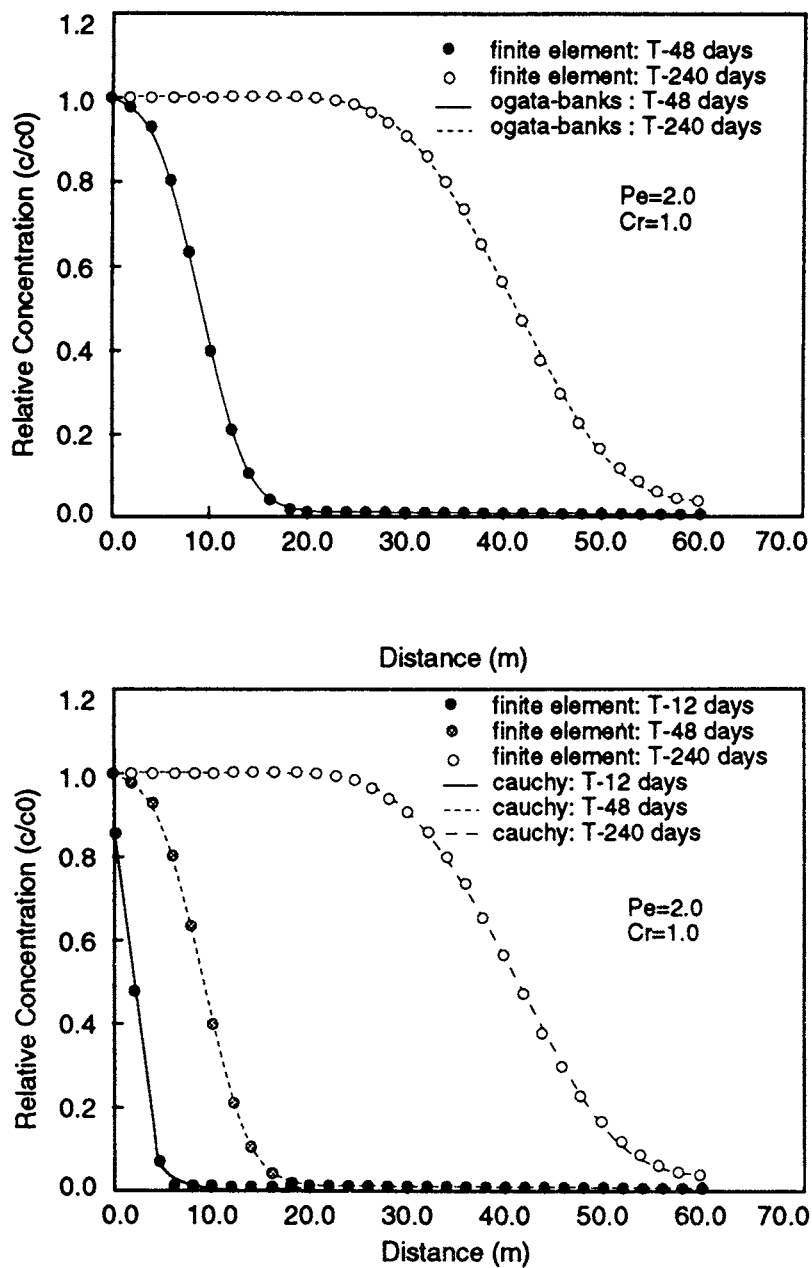 1.2
1.0
0.8
0.6
0.4
0.2
0.0
Relative Concentration (c/c0)
finite element: T-48 days
finite element: T-240 days
ogata-banks : T-48 days
ogata-banks : T-240 days
Pe=2.0
Cr=1.0
0.0 10.0 20.0 30.0 40.0 50.0 60.0 70.0
Distance (m)
1.2
1.0
0.8
0.6
0.4
0.2
0.0
Relative Concentration (c/c0)
finite element: T-12 days
finite element: T-48 days
finite element: T-240 days
cauchy: T-12 days
cauchy: T-48 days
cauchy: T-240 days
Pe=2.0
Cr=1.0
0.0 10.0 20.0 30.0 40.0 50.0 60.0 70.0
Distance (m)